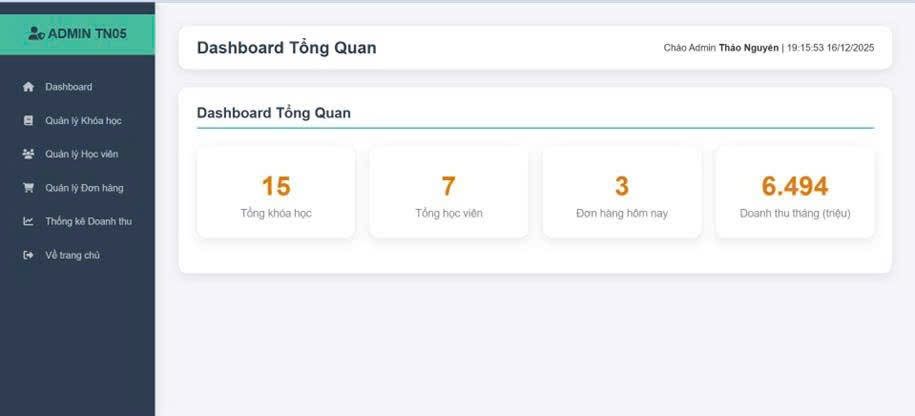 ADMIN TN05
Dashboard
Quản lý Khóa học
Quản lý Học viên
Quản lý Đơn hàng
Thống kê Doanh thu
Về trang chủ
Dashboard Tổng Quan
Chào Admin Thảo Nguyên | 19:15:53 16/12/2025
Dashboard Tổng Quan
15
Tổng khóa học
7
Tổng học viên
3
Đơn hàng hôm nay
6.494
Doanh thu tháng (triệu)